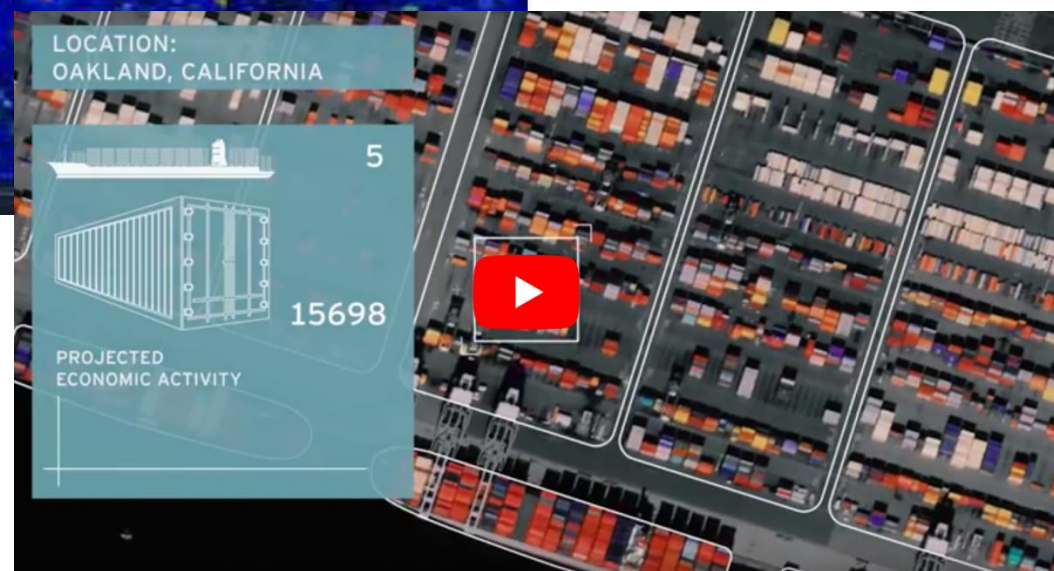 LOCATION:
OAKLAND, CALIFORNIA
5
15698
PROJECTED
ECONOMIC ACTIVITY